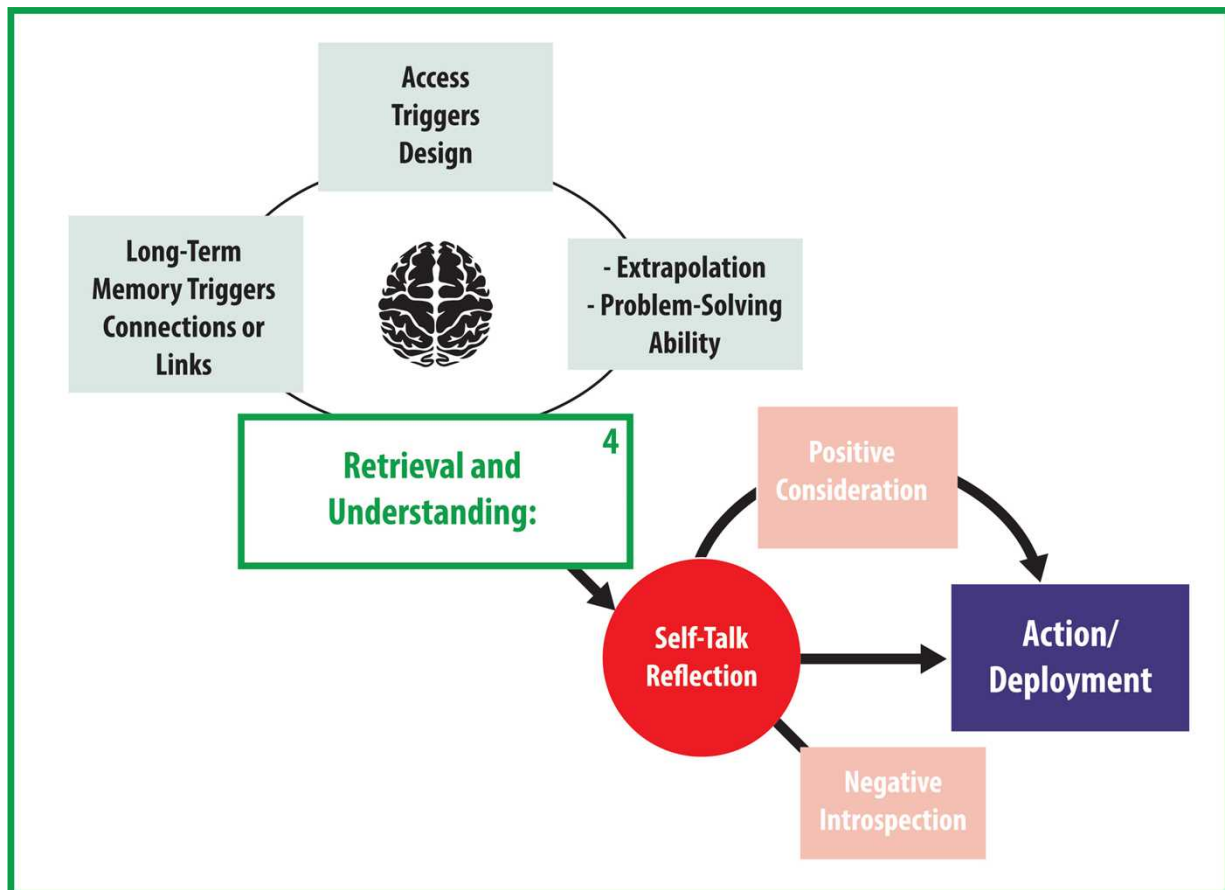 Access
Triggers
Design
Long-Term
Memory Triggers
Connections or
Links
- Extrapolation
- Problem-Solving
Ability
4
Retrieval and
Understanding:
Positive
Consideration
Self-Talk
Reflection
Action/
Deployment
Negative
Introspection